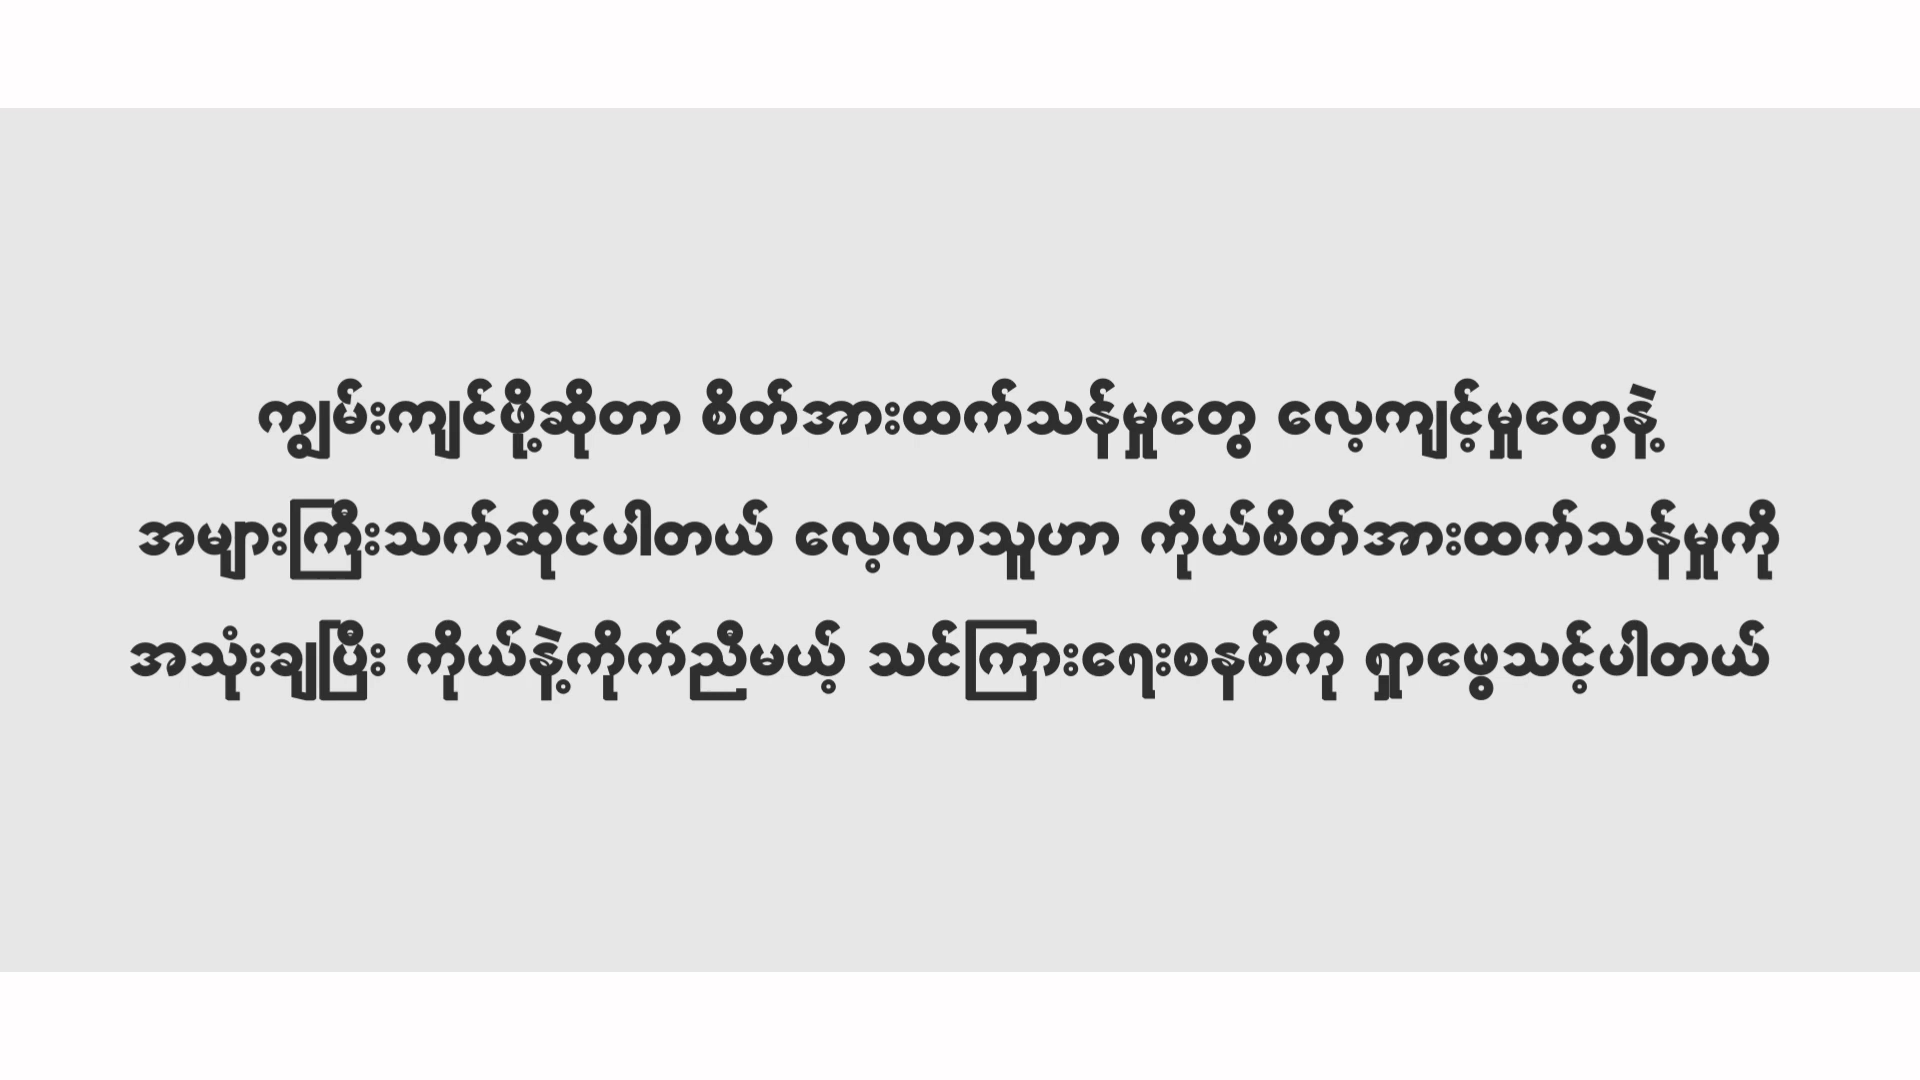 ကျွမ်းကျင်ဖို့ဆိုတာ စိတ်အားထက်သန်မှုတွေ လေ့ကျင့်မှုတွေနဲ့
အများကြီးသက်ဆိုင်ပါတယ် လေ့လာသူဟာ ကိုယ်စိတ်အားထက်သန်မှုကို
အသုံးချပြီး ကိုယ်နဲ့ကိုက်ညီမယ့် သင်ကြားရေးစနစ်ကို ရှာဖွေသင့်ပါတယ်